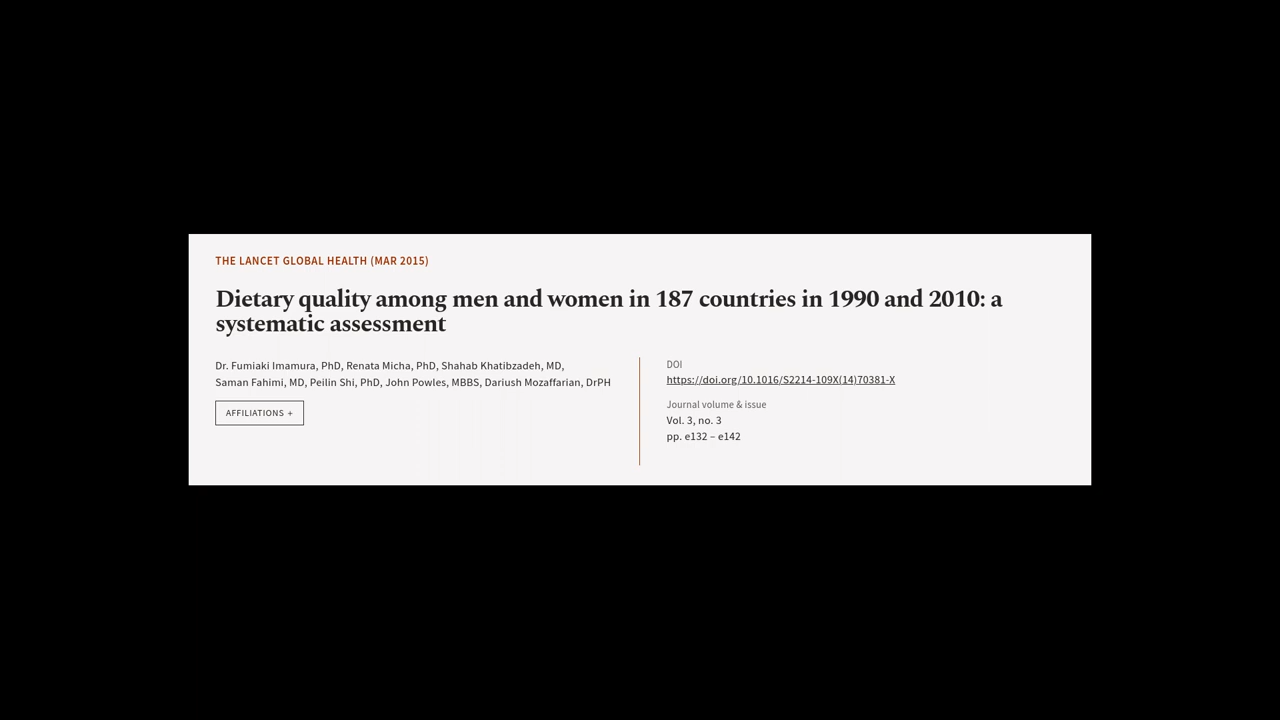 THE LANCET GLOBAL HEALTH (MAR 2015)
Dietary quality among men and women in 187 countries in 1990 and 2010: a
systematic assessment
Dr. Fumiaki Imamura, PhD, Renata Micha, PhD, Shahab Khatibzadeh, MD,
Saman Fahimi, MD, Peilin Shi, PhD, John Powles, MBBS, Dariush Mozaffarian, DrPH
AFFILIATIONS +
DOI
https://doi.org/10.1016/S2214-109X(14)70381-X
Journal volume & issue
Vol. 3, no. 3
pp. e132 – e142